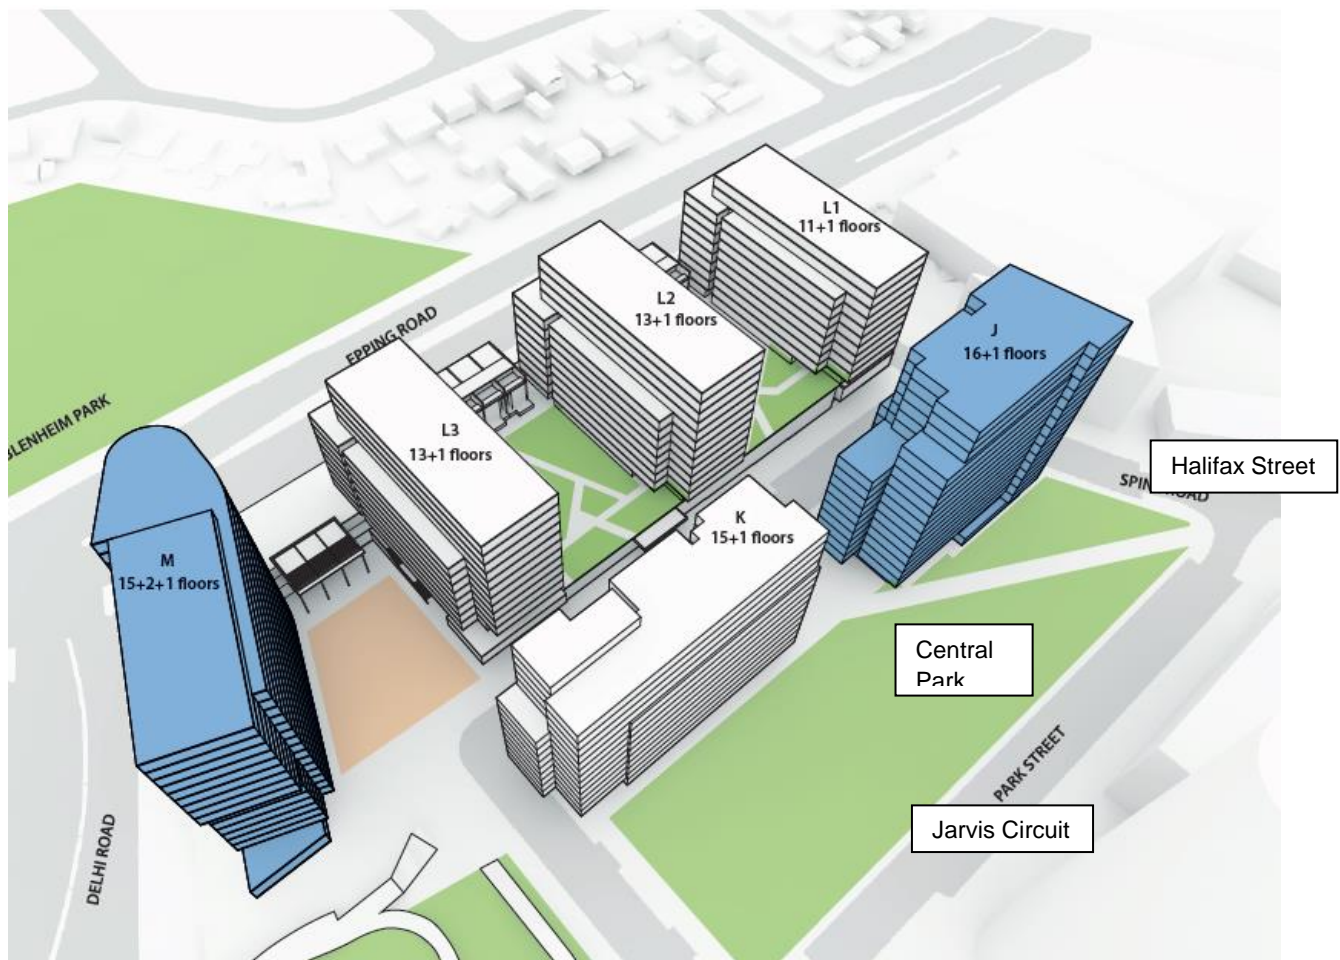 L1
11+1 floors
L2
13+1 floors
EPPING ROAD
J
16+1 floors
BLENHEIM PARK
L3
13+1 floors
Halifax Street
ROAD
K
15+1 floors
M
15+2+1 floors
Central
Park
PARK STREET
Jarvis Circuit
DELHI ROAD